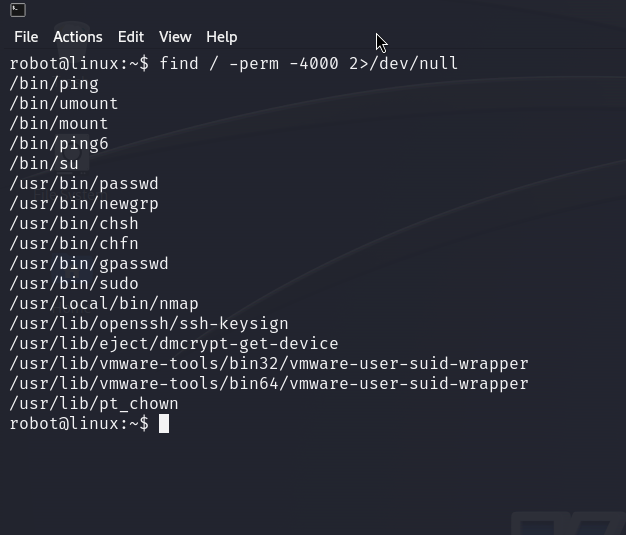 File Actions Edit View Help
robot@linux:~$ find / -perm -4000 2>/dev/null
/bin/ping
/bin/umount
/bin/mount
/bin/ping6
/bin/su
/usr/bin/passwd
/usr/bin/newgrp
/usr/bin/chsh
/usr/bin/chfn
/usr/bin/gpasswd
/usr/bin/sudo
/usr/local/bin/nmap
/usr/lib/openssh/ssh-keysign
/usr/lib/eject/dmcrypt-get-device
/usr/lib/vmware-tools/bin32/vmware-user-suid-wrapper
/usr/lib/vmware-tools/bin64/vmware-user-suid-wrapper
/usr/lib/pt_chown
robot@linux:~$